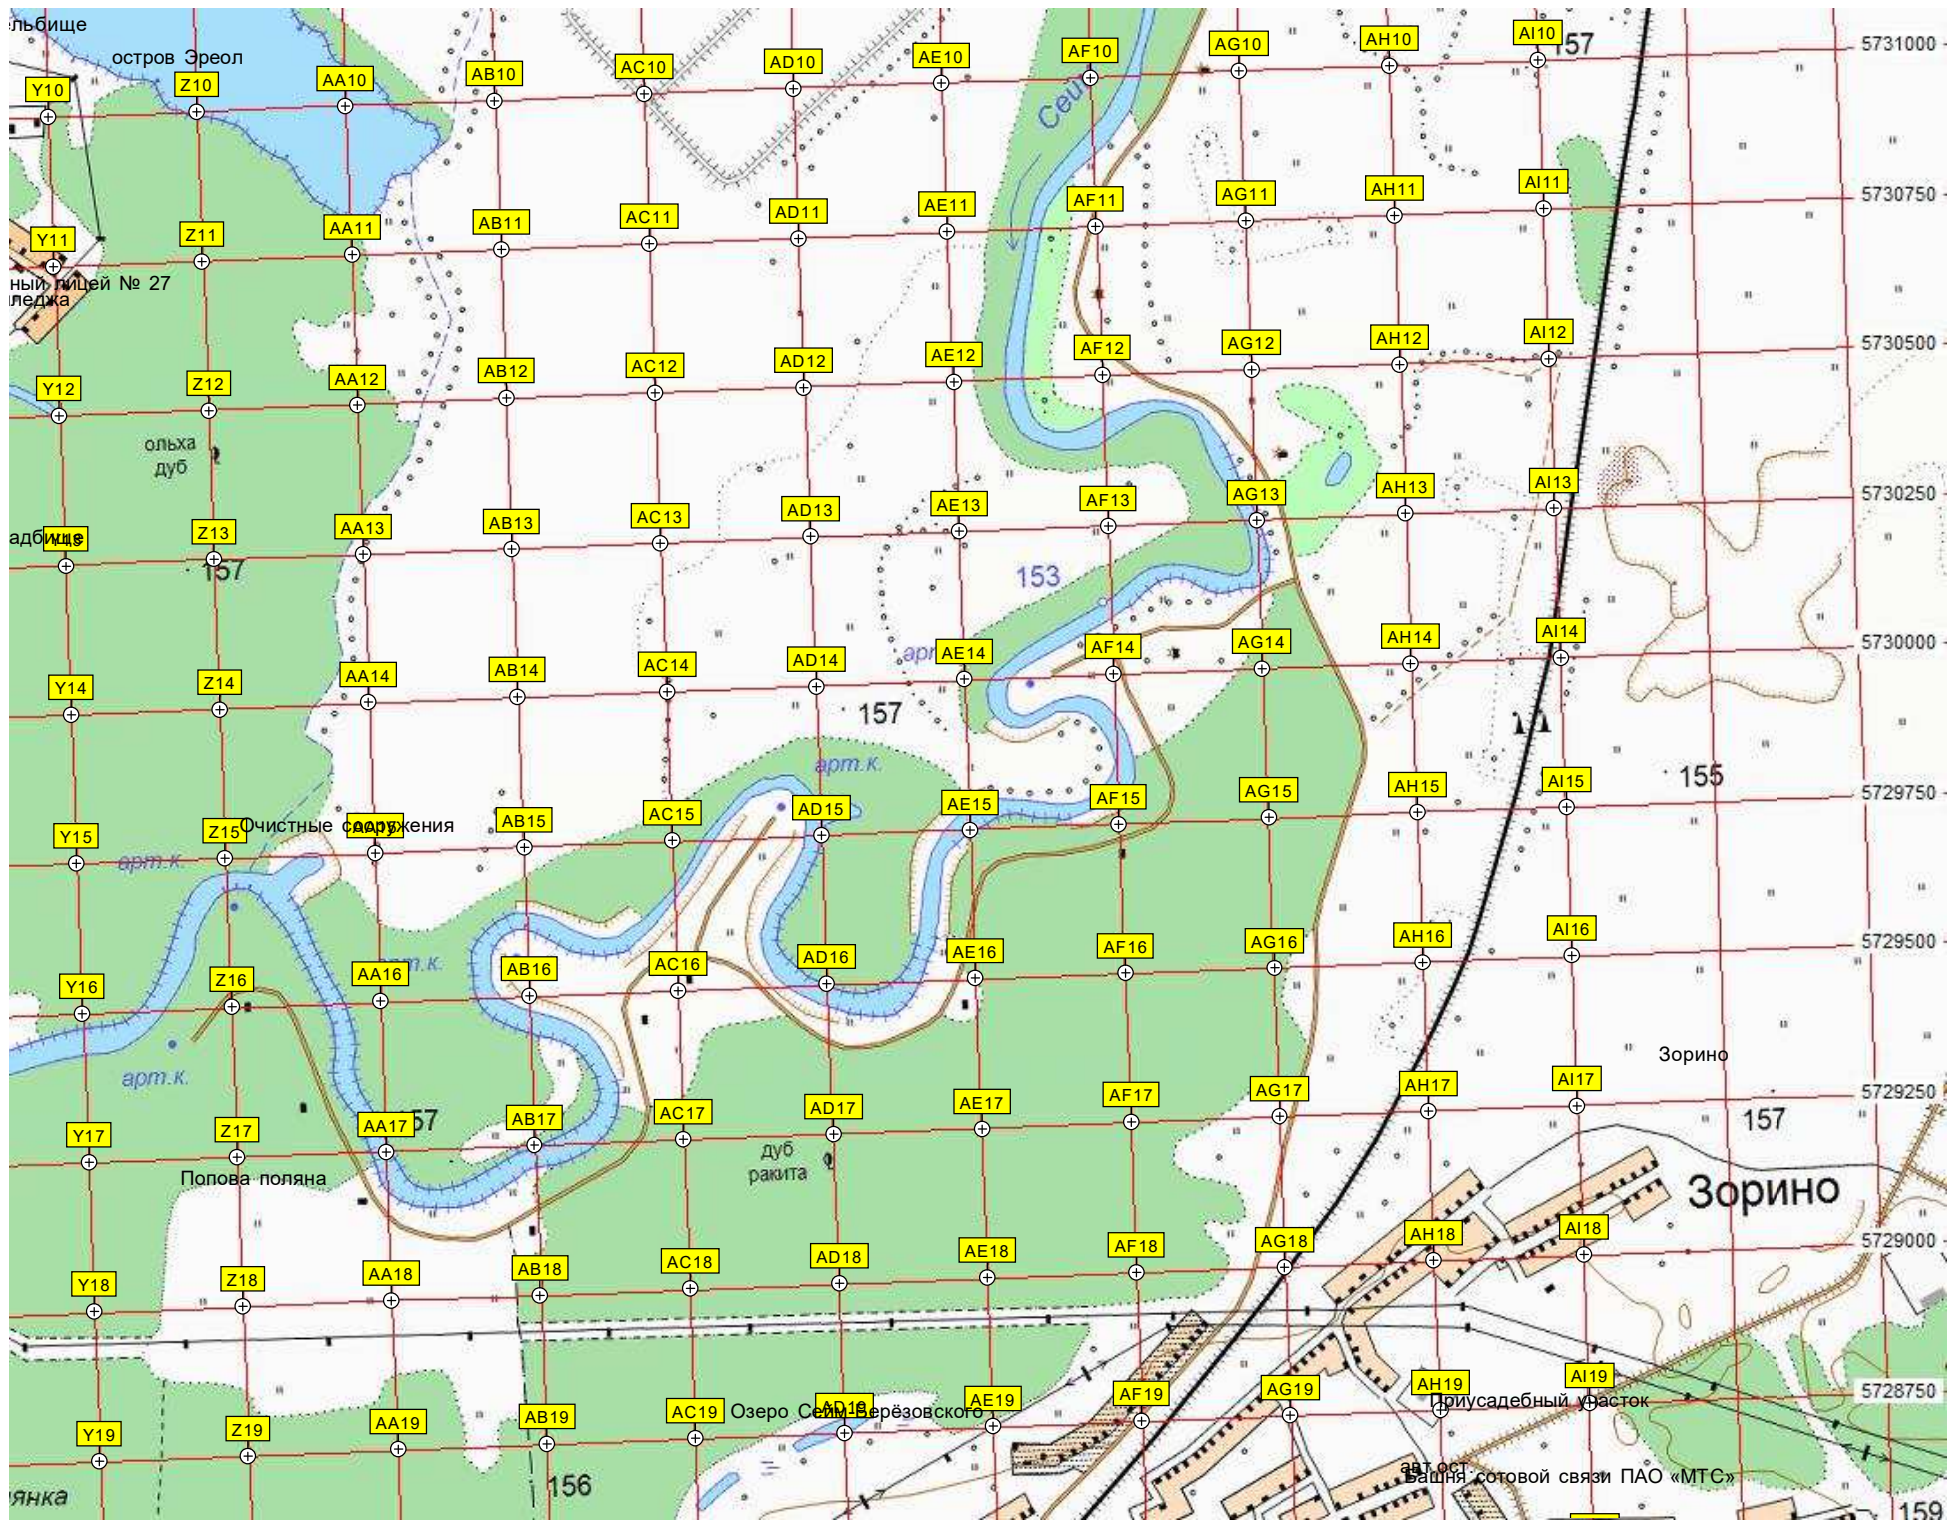 ельбище
остров Эреол
Y10 Z10 AA10 AB10 AC10 AD10 AE10 AF10 AG10 AH10 AI10
157
5731000
Y11 Z11 AA11 AB11 AC11 AD11 AE11 AF11 AG11 AH11 AI11
5730750
ный лицей № 27
леджа
Y12 Z12 AA12 AB12 AC12 AD12 AE12 AF12 AG12 AH12 AI12
5730500
ольха
дуб
адбище
Z13 AA13 AB13 AC13 AD13 AE13 AF13 AG13 AH13 AI13
5730250
157
153
Y14 Z14 AA14 AB14 AC14 AD14 AE14 AF14 AG14 AH14 AI14
5730000
157
арт.к.
155
Y15 Z15 AB15 AC15 AD15 AE15 AF15 AG15 AH15 AI15
5729750
Очистные сооружения
арт.к.
Y16 Z16 AA16 AB16 AC16 AD16 AE16 AF16 AG16 AH16 AI16
5729500
арт.к.
Зорино
Y17 Z17 AA17 AB17 AC17 AD17 AE17 AF17 AG17 AH17 AI17
5729250
157
дуб
ракита
Попова поляна
Зорино
Y18 Z18 AA18 AB18 AC18 AD18 AE18 AF18 AG18 AH18 AI18
5729000
Y19 Z19 AA19 AB19 AC19 AD19 AE19 AF19 AG19 AH19 AI19
5728750
Озеро Сейм Берёзовского
Приусадебный участок
авт.ост.
Башня сотовой связи ПАО «МТС»
янка
156
159